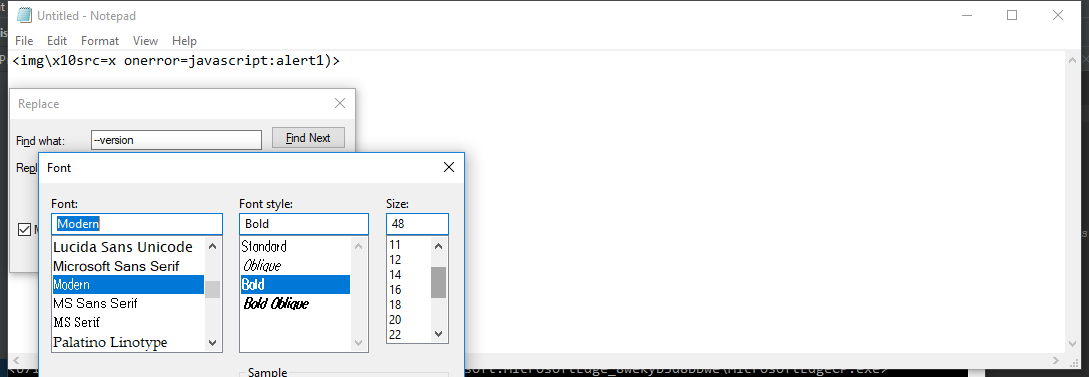 Untitled - Notepad
File Edit Format View Help
<img\x10src=x onerror=javascript:alert1)>
Replace
Find what: --version Find Next
Repl
Font
Font: Font style: Size:
Modern Bold 48
Lucida Sans Unicode Standard 11
Microsoft Sans Serif Oblique 12
Modern Bold 14
MS Sans Serif Bold Oblique 16
MS Serif 18
Palatino Linotype 20
22
Sample